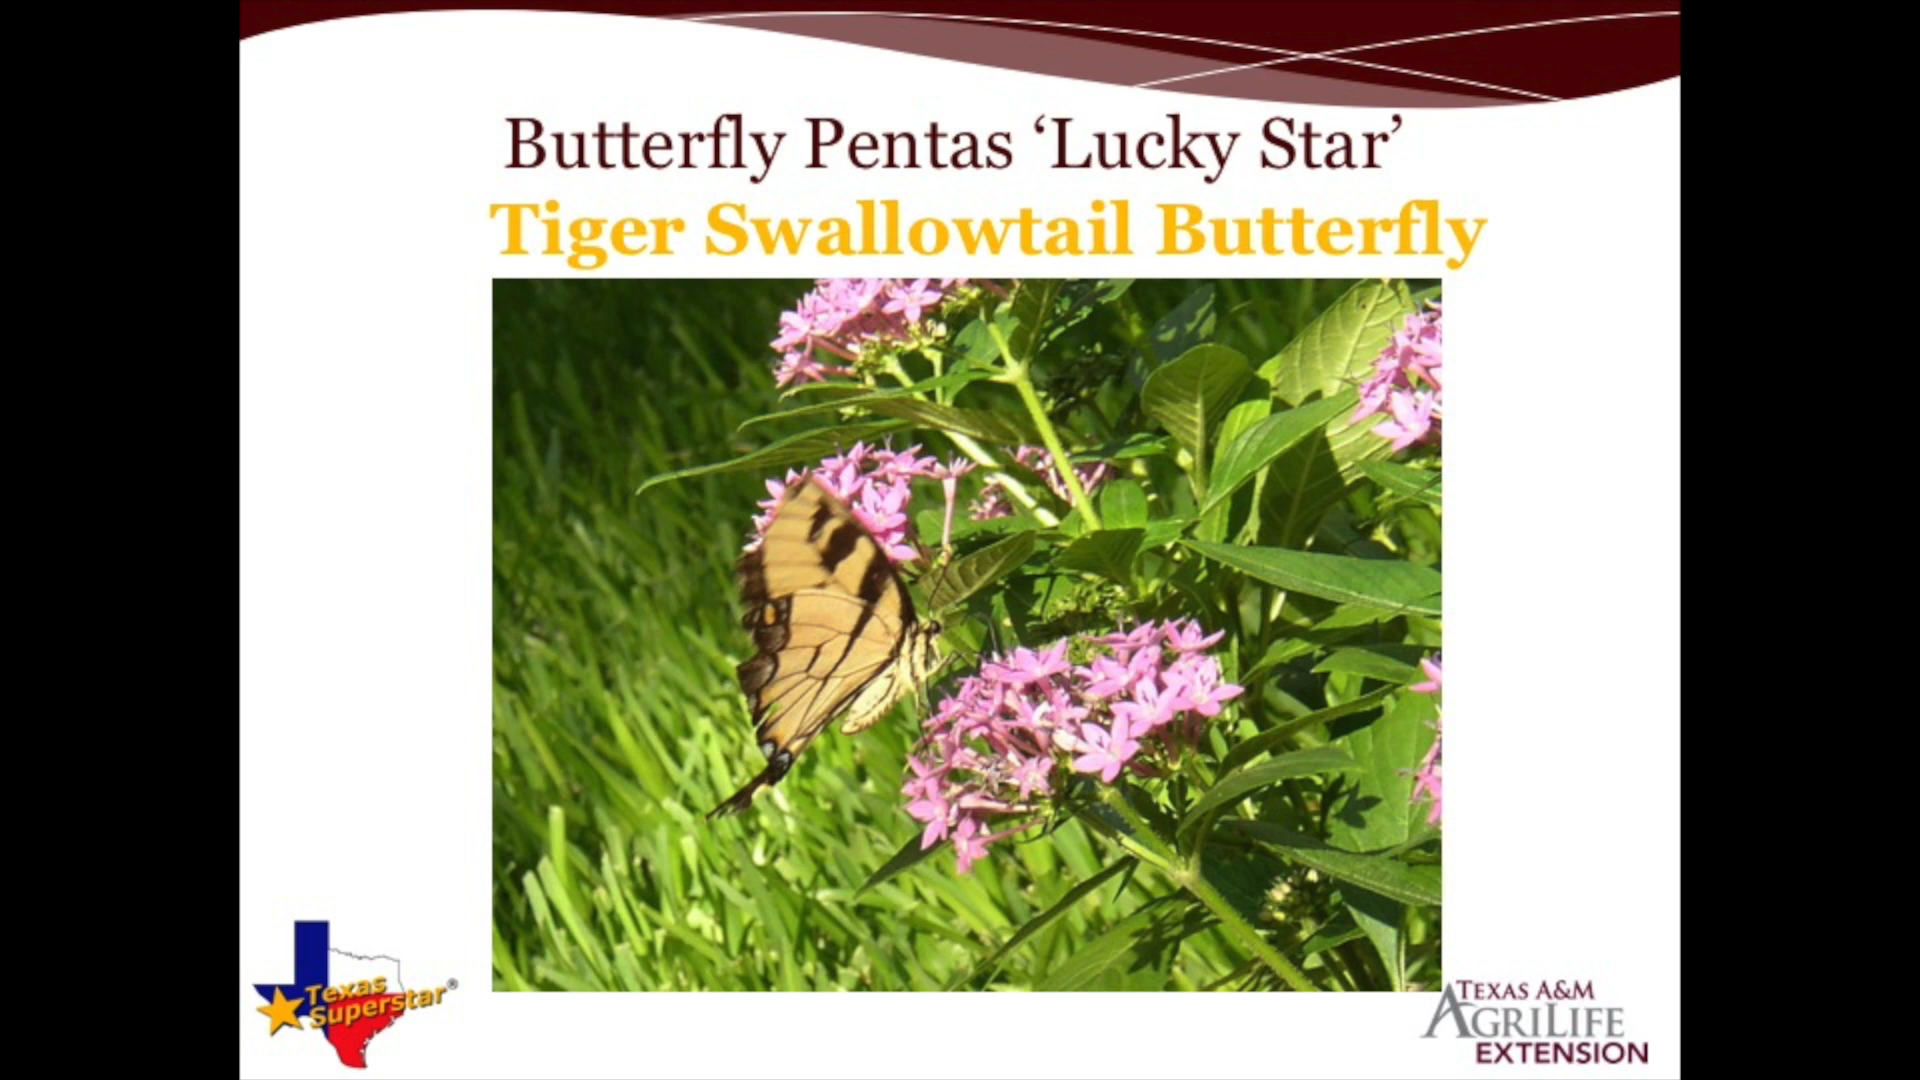 Butterfly Pentas ‘Lucky Star’
Tiger Swallowtail Butterfly
Texas
Superstar®
TEXAS A&M
AGRILIFE
EXTENSION